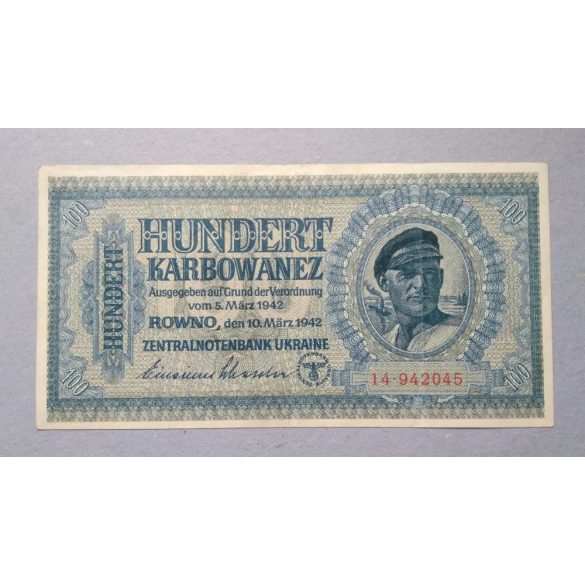 100
100
HUNDERT
HUNDERT
KARBOWANEZ
Ausgegeben auf Grund der Verordnung
vom 5. März 1942
ROWNO, den 10. März 1942
ZENTRALNOTENBANK UKRAINE
14·942045
100
100